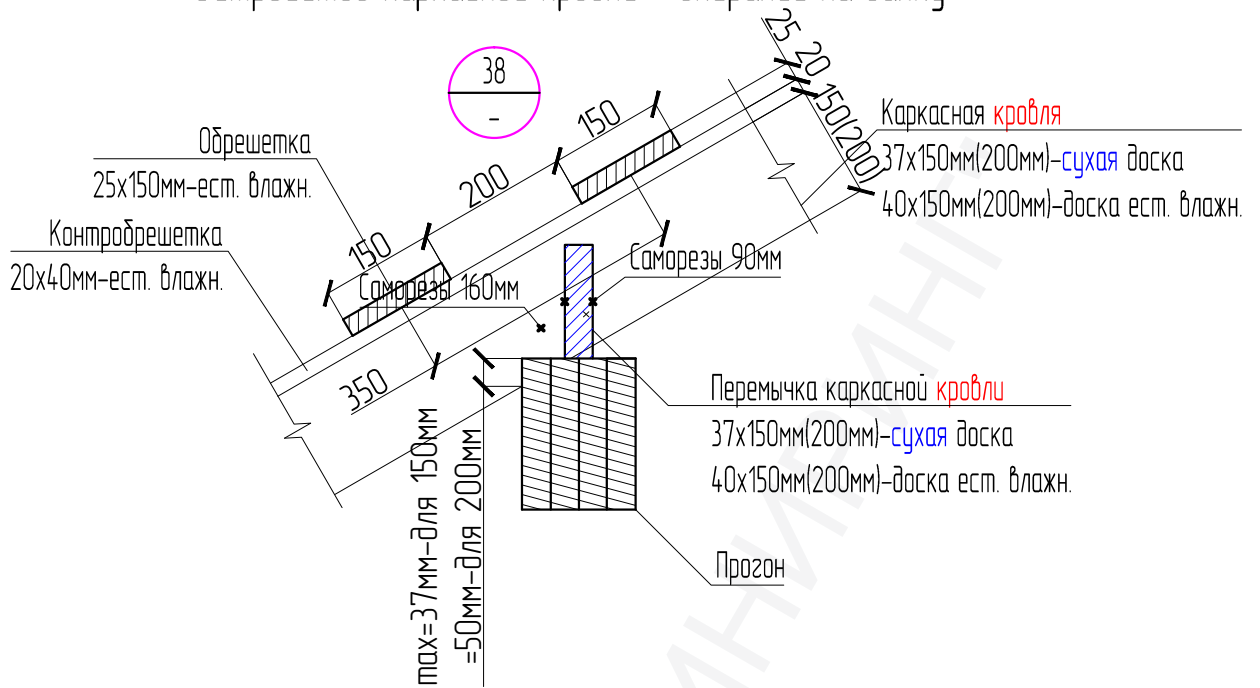 38
-
25 20
150(200)
150
200
150
350
Обрешетка
25х150мм-ест. влажн.
Контробрешетка
20х40мм-ест. влажн.
Каркасная кровля
37х150мм(200мм)-сухая доска
40х150мм(200мм)-доска ест. влажн.
Саморезы 90мм
Саморезы 160мм
Перемычка каркасной кровли
37х150мм(200мм)-сухая доска
40х150мм(200мм)-доска ест. влажн.
Прогон
max=37мм-для 150мм
=50мм-для 200мм